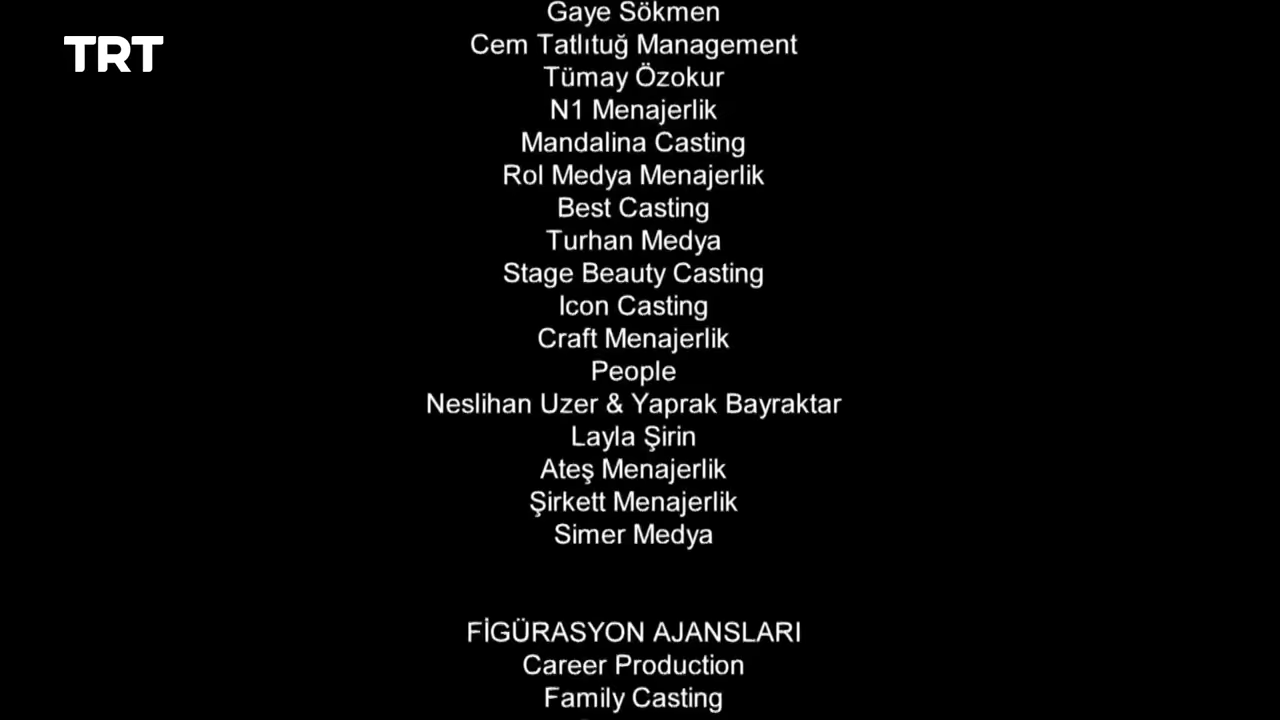 TRT
Gaye Sökmen
Cem Tatlıtuğ Management
Tümay Özokur
N1 Menajerlik
Mandalina Casting
Rol Medya Menajerlik
Best Casting
Turhan Medya
Stage Beauty Casting
Icon Casting
Craft Menajerlik
People
Neslihan Uzer & Yaprak Bayraktar
Layla Şirin
Ateş Menajerlik
Şirkett Menajerlik
Simer Medya
FİGÜRASYON AJANSLARI
Career Production
Family Casting